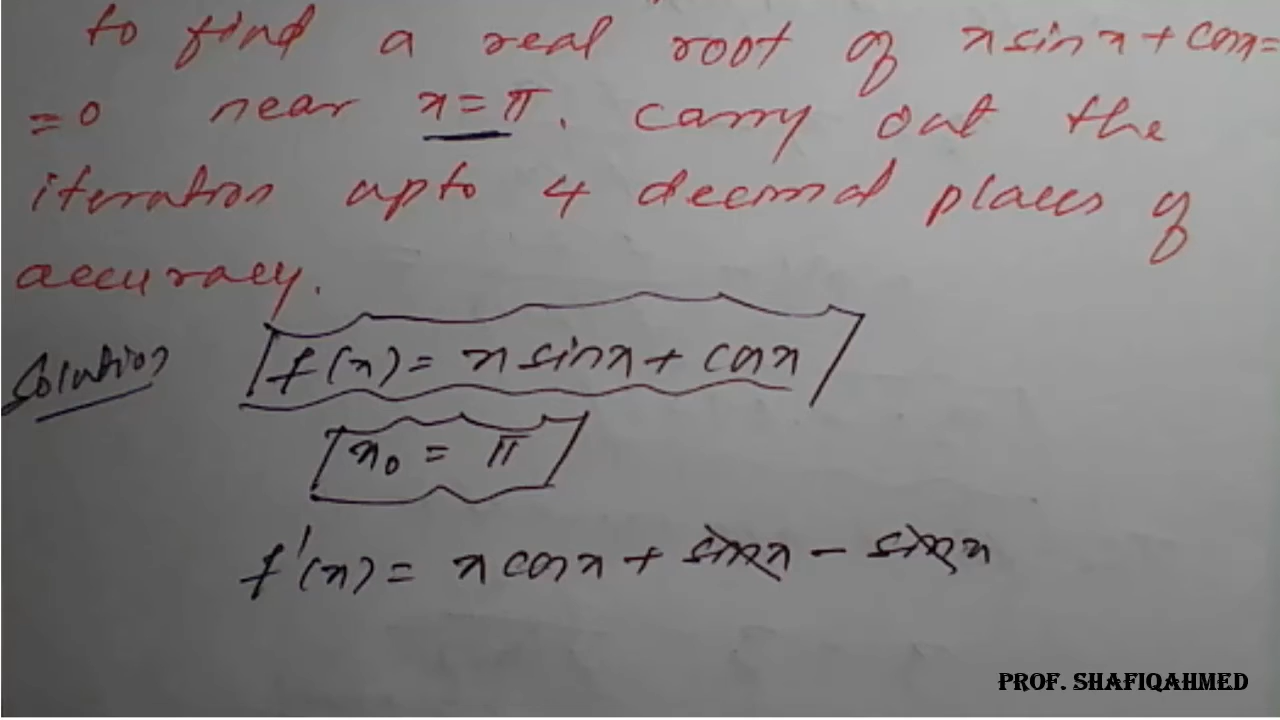 to find a real root of x sin x + cos x =
= 0 near x = π. carry out the
iteration upto 4 decimal places of
accuracy.
Solution f(x) = x sin x + cos x
x₀ = π
f'(x) = x cos x + sin x − sin x
PROF. SHAFIQAHMED